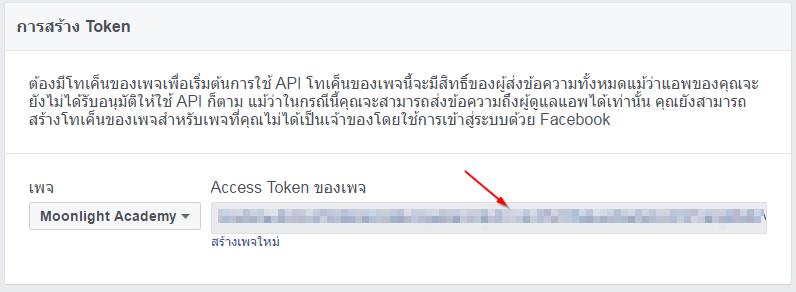 การสร้าง Token
ต้องมีโทเค็นของเพจเพื่อเริ่มต้นการใช้ API โทเค็นของเพจนี้จะมีสิทธิ์ของผู้ส่งข้อความทั้งหมดแม้ว่าแอพของคุณจะ
ยังไม่ได้รับอนุมัติให้ใช้ API ก็ตาม แม้ว่าในกรณีนี้คุณจะสามารถส่งข้อความถึงผู้ดูแลแอพได้เท่านั้น คุณยังสามารถ
สร้างโทเค็นของเพจสำหรับเพจที่คุณไม่ได้เป็นเจ้าของโดยใช้การเข้าสู่ระบบด้วย Facebook
เพจ
Access Token ของเพจ
Moonlight Academy
สร้างเพจใหม่